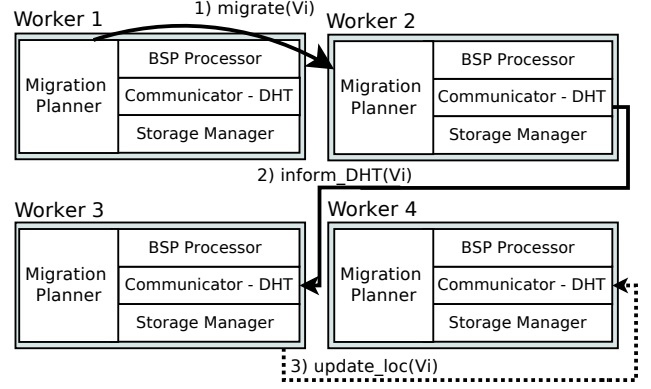 1) migrate(Vi)
Worker 1
Worker 2
Migration
Planner
BSP Processor
Communicator - DHT
Storage Manager
Migration
Planner
BSP Processor
Communicator - DHT
Storage Manager
2) inform_DHT(Vi)
Worker 3
Worker 4
Migration
Planner
BSP Processor
Communicator - DHT
Storage Manager
Migration
Planner
BSP Processor
Communicator - DHT
Storage Manager
3) update_loc(Vi)